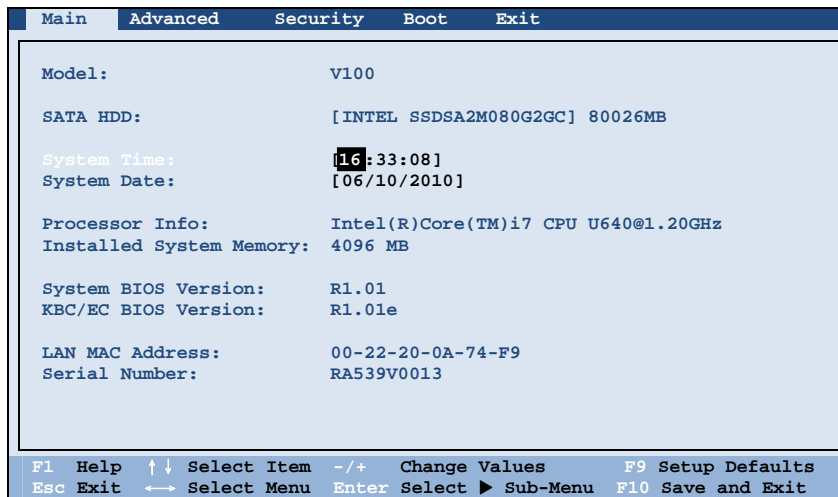 Main Advanced Security Boot Exit
Model: V100
SATA HDD: [INTEL SSDSA2M080G2GC] 80026MB
System Time: [16:33:08]
System Date: [06/10/2010]
Processor Info: Intel(R)Core(TM)i7 CPU U640@1.20GHz
Installed System Memory: 4096 MB
System BIOS Version: R1.01
KBC/EC BIOS Version: R1.01e
LAN MAC Address: 00-22-20-0A-74-F9
Serial Number: RA539V0013
F1 Help ↑↓ Select Item -/+ Change Values F9 Setup Defaults
Esc Exit ←→ Select Menu Enter Select ▶ Sub-Menu F10 Save and Exit